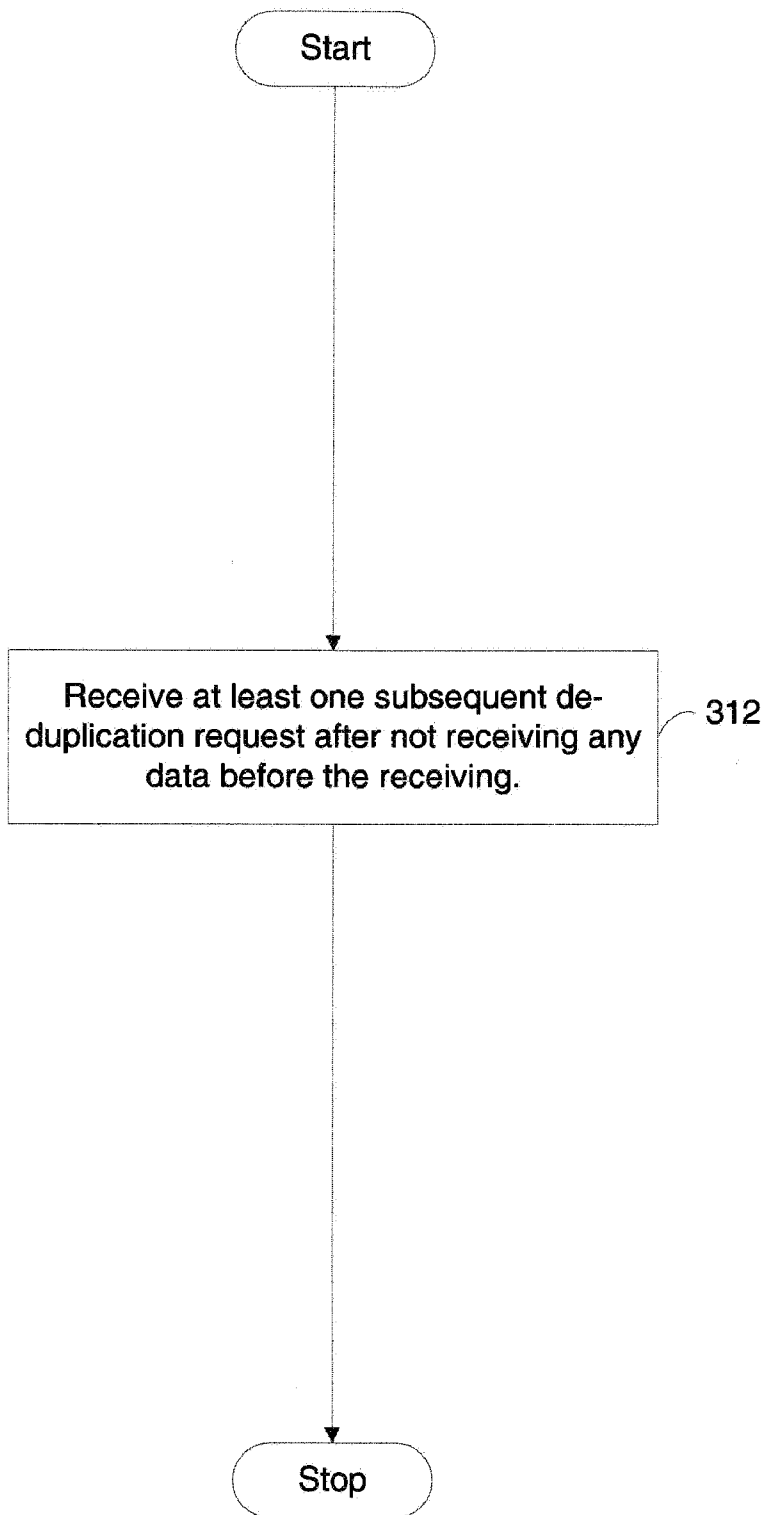 Start
Receive at least one subsequent de-
duplication request after not receiving any
data before the receiving.
312
Stop